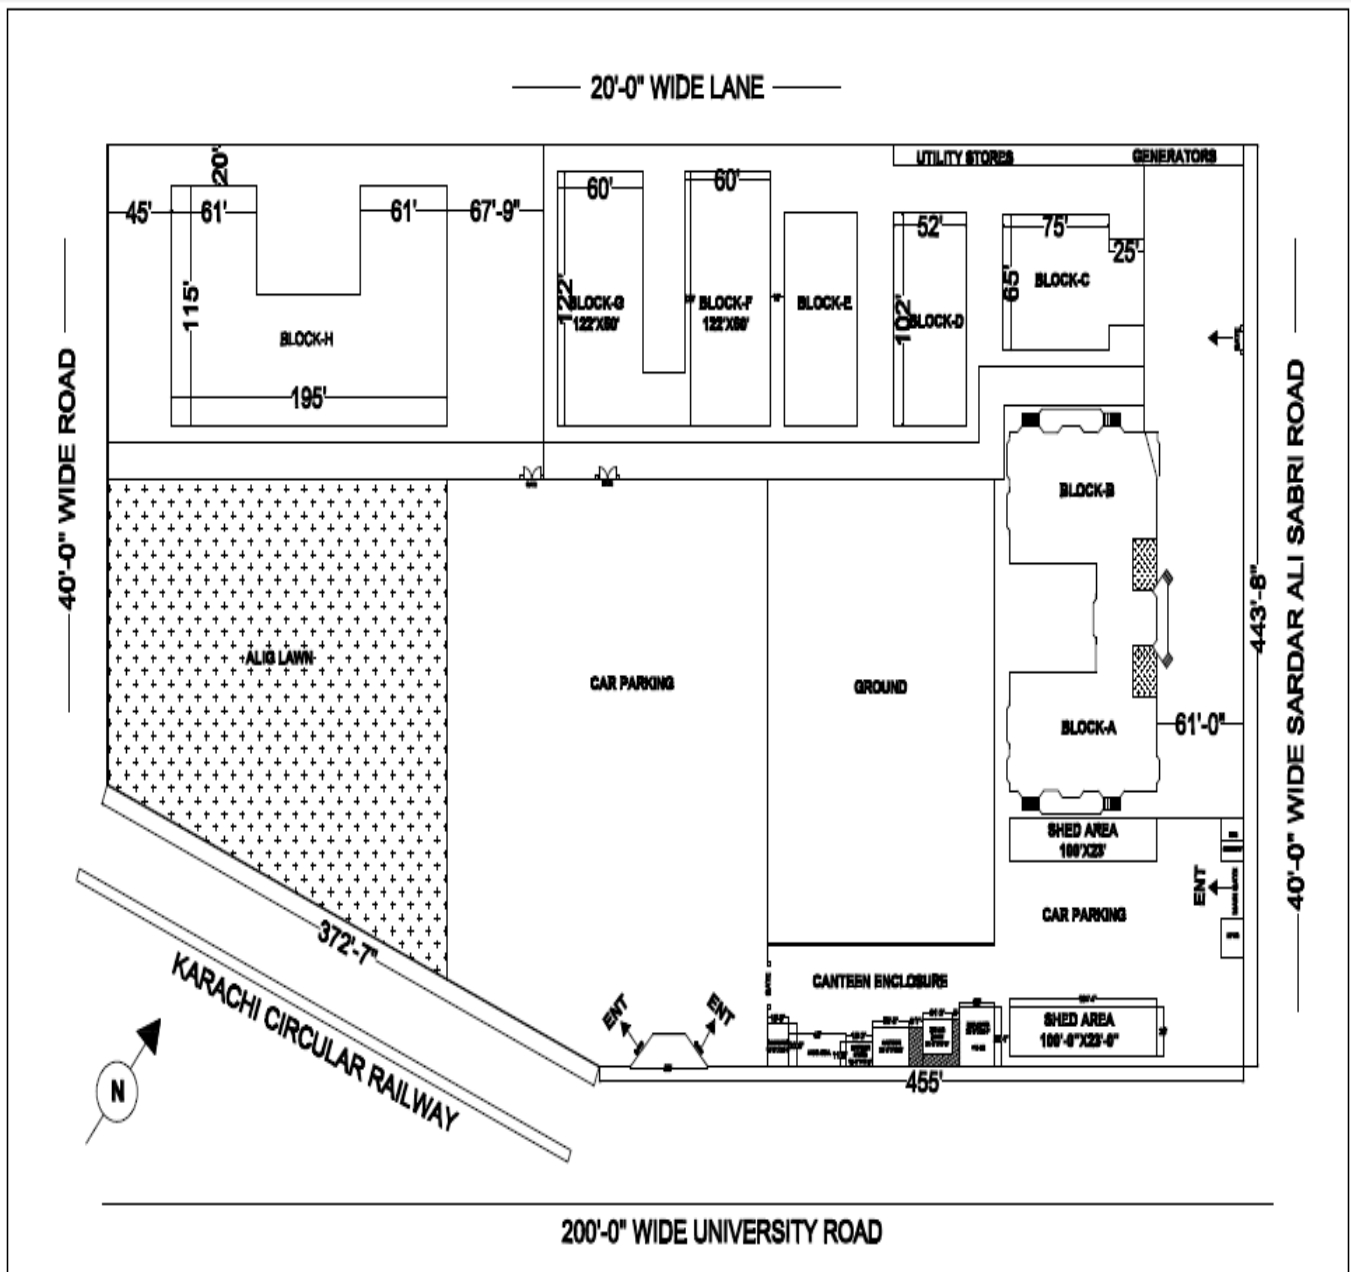 20'-0" WIDE LANE
UTILITY STORES
GENERATORS
20'
45'
61'
61'
67'-9"
60'
60'
52'
75'
25'
115'
122'
102'
65'
BLOCK-H
BLOCK-G
122'X60'
BLOCK-F
122'X60'
BLOCK-E
BLOCK-D
BLOCK-C
195'
40'-0" WIDE ROAD
BLOCK-B
443'-8"
40'-0" WIDE SARDAR ALI SABRI ROAD
ALIG LAWN
CAR PARKING
GROUND
BLOCK-A
61'-0"
SHED AREA
100'X23'
ENT
MAIN GATE
CAR PARKING
372'-7"
KARACHI CIRCULAR RAILWAY
CANTEEN ENCLOSURE
GATE
ENT
ENT
SHED AREA
100'-0"X23'-0"
455'
N
200'-0" WIDE UNIVERSITY ROAD